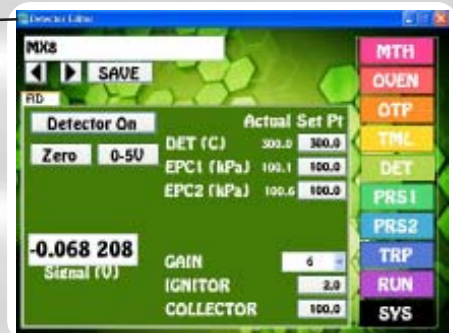 Detector Editor
MX8
SAVE
Detector On
Zero 0-5V
Actual Set Pt
DET (C) 300.0 300.0
EPC1 (kPa) 100.1 100.0
EPC2 (kPa) 100.6 100.0
-0.068 208
Signal (V)
GAIN 6
IGNITOR 2.0
COLLECTOR 100.0
MTH
OVEN
OTP
TML
DET
PRS1
PRS2
TRP
RUN
SYS